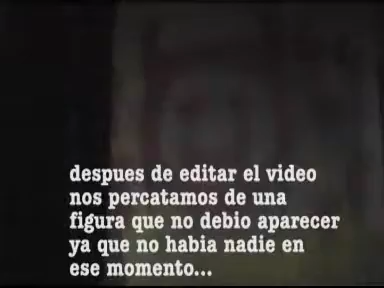 despues de editar el video
nos percatamos de una
figura que no debio aparecer
ya que no habia nadie en
ese momento...